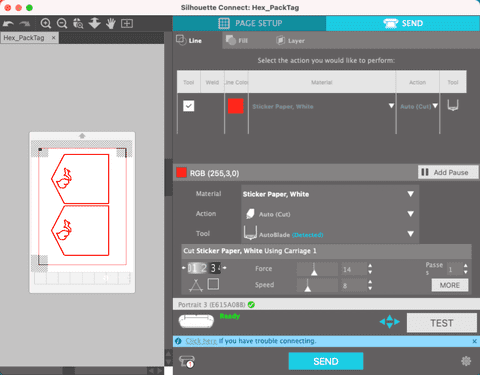 Silhouette Connect: Hex_PackTag
PAGE SETUP
SEND
Hex_PackTag ×
Line
Fill
Layer
Select the action you would like to perform:
Tool Weld Line Color Material Action Tool
Sticker Paper, White Auto (Cut)
RGB (255,3,0)
Add Pause
Material Sticker Paper, White
Action Auto (Cut)
Tool AutoBlade (Detected)
Cut Sticker Paper, White Using Carriage 1
1 2 3 4
Force 14
Passe
s 1
Speed 8
MORE
Portrait 3 (E615A088)
Ready
TEST
Click here if you have trouble connecting.
SEND